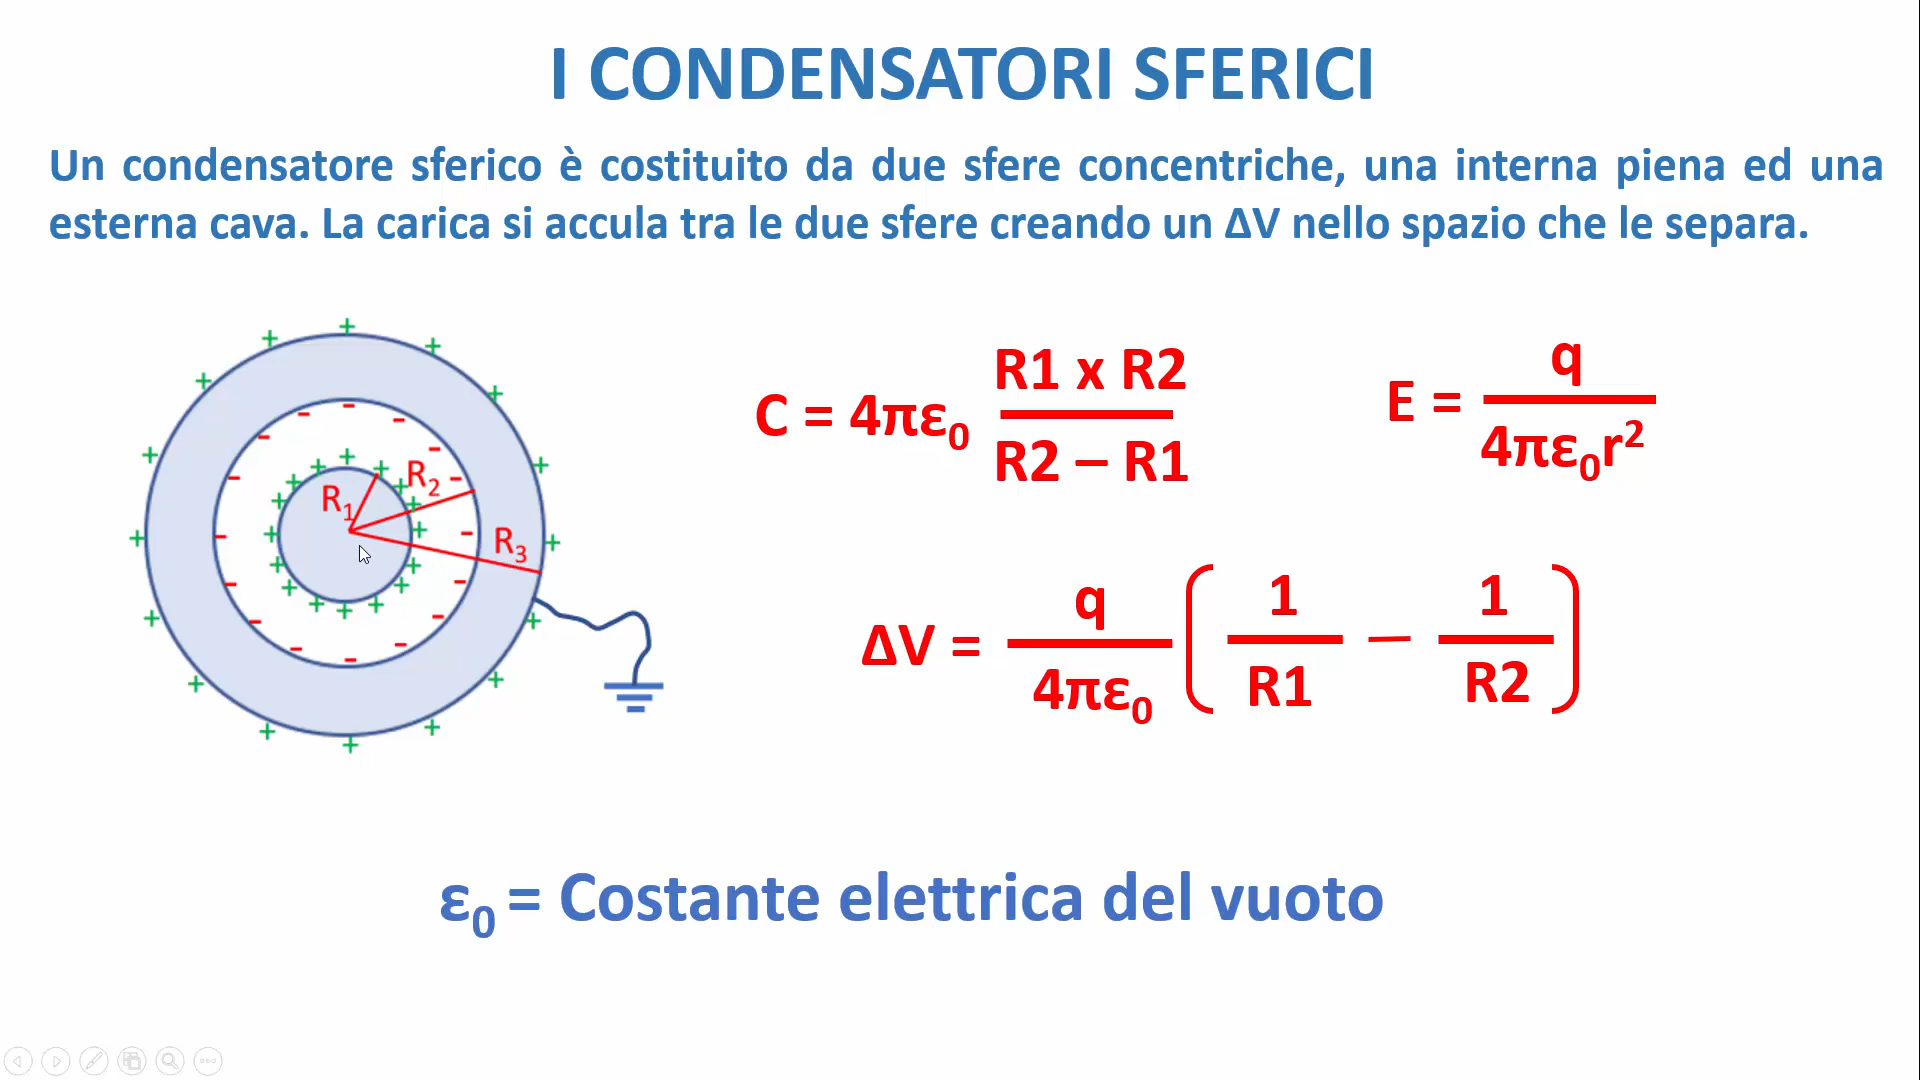 I CONDENSATORI SFERICI
Un condensatore sferico è costituito da due sfere concentriche, una interna piena ed una
esterna cava. La carica si accula tra le due sfere creando un ΔV nello spazio che le separa.
R₁
R₂
R₃
C = 4πε₀ R1 x R2
R2 – R1
E = q
4πε₀r²
ΔV = q
4πε₀
( 1
R1
– 1
R2 )
ε₀ = Costante elettrica del vuoto